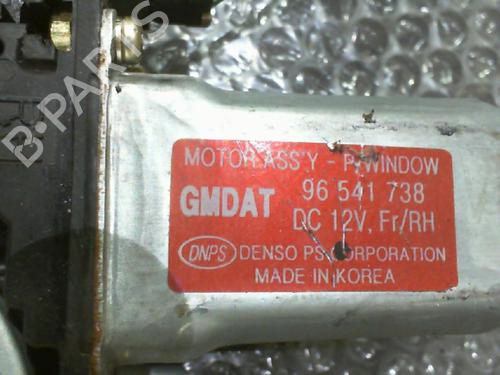 MOTOR ASS'Y - P/WINDOW
GMDAT 96 541 738
DC 12V, Fr/RH
DNPS DENSO PS CORPORATION
MADE IN KOREA
B-PARTS